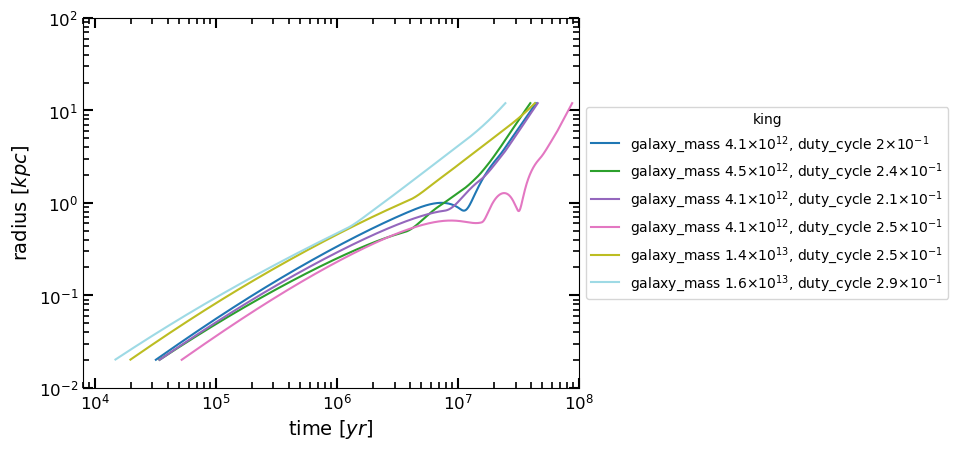 10²
10¹
10⁰
10⁻¹
10⁻²
radius [kpc]
10⁴ 10⁵ 10⁶ 10⁷ 10⁸
time [yr]
king
galaxy_mass 4.1×10¹², duty_cycle 2×10⁻¹
galaxy_mass 4.5×10¹², duty_cycle 2.4×10⁻¹
galaxy_mass 4.1×10¹², duty_cycle 2.1×10⁻¹
galaxy_mass 4.1×10¹², duty_cycle 2.5×10⁻¹
galaxy_mass 1.4×10¹³, duty_cycle 2.5×10⁻¹
galaxy_mass 1.6×10¹³, duty_cycle 2.9×10⁻¹